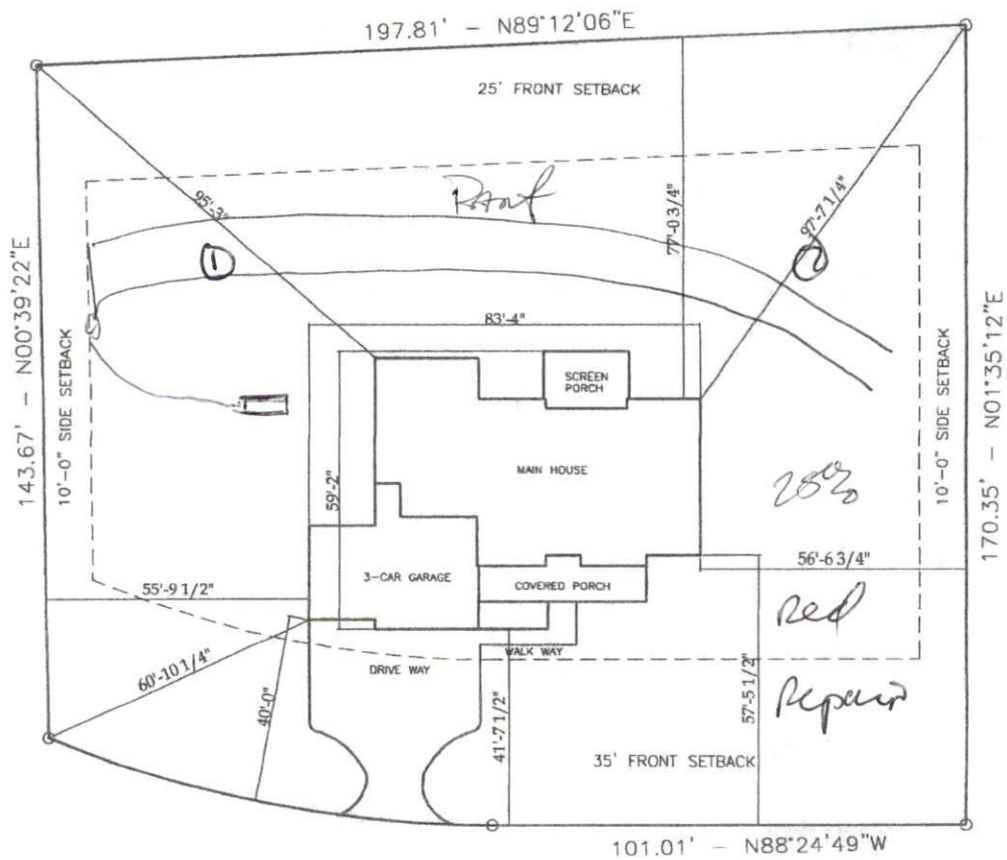 197.81' - N89°12'06"E
25' FRONT SETBACK
95'-3"
77'-0 3/4"
97'-7 1/4"
1
2
83'-4"
143.67' - N00°39'22"E
10'-0" SIDE SETBACK
SCREEN
PORCH
MAIN HOUSE
59'-2"
10'-0" SIDE SETBACK
170.35' - N01°35'12"E
25%
3-CAR GARAGE
COVERED PORCH
56'-6 3/4"
55'-9 1/2"
Red
WALK WAY
DRIVE WAY
60'-10 1/4"
40'-0"
41'-7 1/2"
57'-5 1/2"
Repair
35' FRONT SETBACK
101.01' - N88°24'49"W